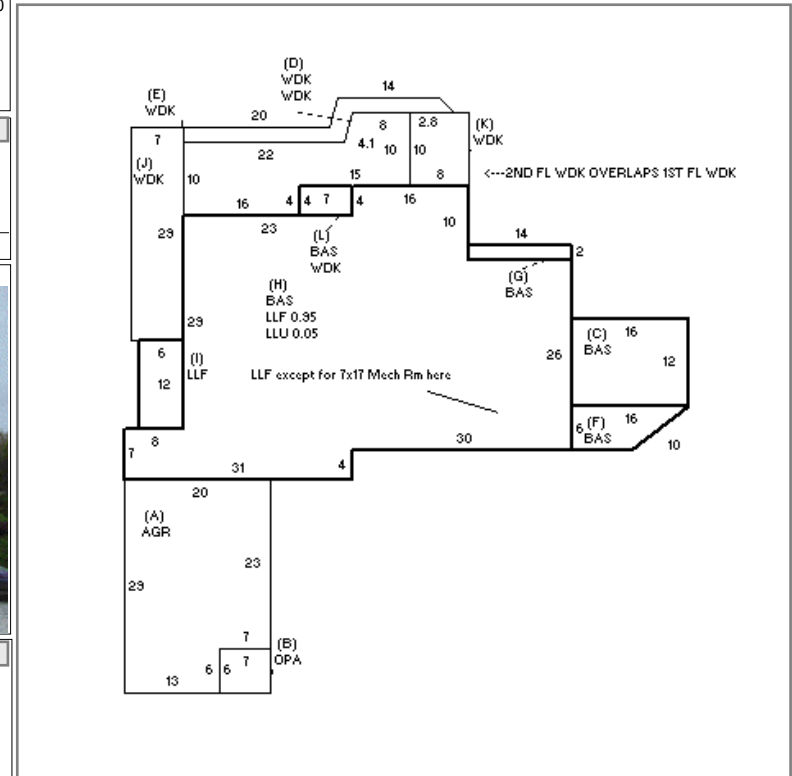 (D)
WDK
WDK
14
(E)
WDK
20
8
2.8
(K)
WDK
7
4.1
10
10
22
(J)
WDK
<---2ND FL WDK OVERLAPS 1ST FL WDK
10
15
8
16
4
4
7
4
16
23
10
29
(L)
BAS
WDK
14
2
(G)
BAS
(H)
BAS
LLF 0.95
LLU 0.05
29
(C)
BAS
16
12
26
6
(I)
LLF
12
LLF except for 7x17 Mech Rm here
16
6
(F)
BAS
8
7
30
10
31
4
20
(A)
AGR
23
29
7
(B)
OPA
6
6
7
13